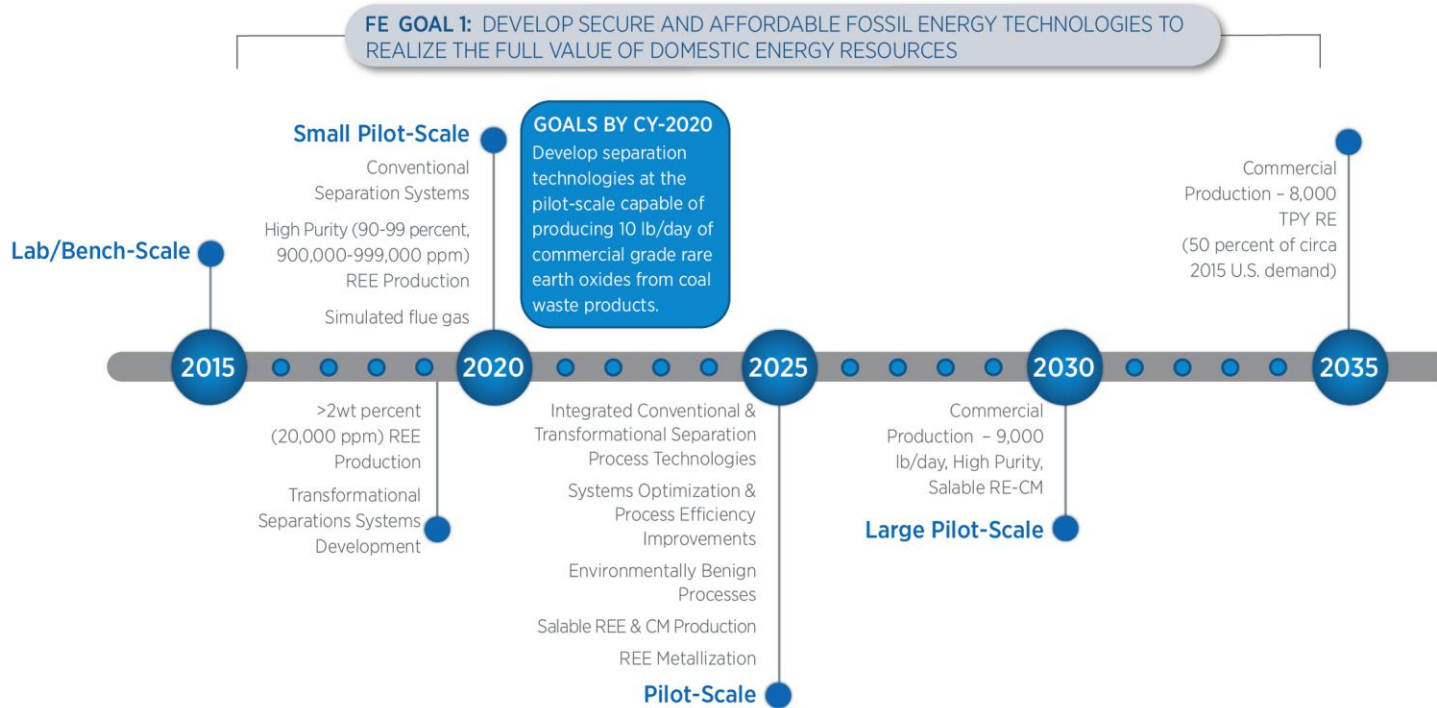 FE GOAL 1: DEVELOP SECURE AND AFFORDABLE FOSSIL ENERGY TECHNOLOGIES TO
REALIZE THE FULL VALUE OF DOMESTIC ENERGY RESOURCES
Lab/Bench-Scale
Small Pilot-Scale
Conventional
Separation Systems
High Purity (90-99 percent,
900,000-999,000 ppm)
REE Production
Simulated flue gas
GOALS BY CY-2020
Develop separation
technologies at the
pilot-scale capable of
producing 10 lb/day of
commercial grade rare
earth oxides from coal
waste products.
Commercial
Production – 8,000
TPY RE
(50 percent of circa
2015 U.S. demand)
2015
2020
2025
2030
2035
>2wt percent
(20,000 ppm) REE
Production
Transformational
Separations Systems
Development
Integrated Conventional &
Transformational Separation
Process Technologies
Systems Optimization &
Process Efficiency
Improvements
Environmentally Benign
Processes
Salable REE & CM Production
REE Metallization
Pilot-Scale
Commercial
Production – 9,000
lb/day, High Purity,
Salable RE-CM
Large Pilot-Scale